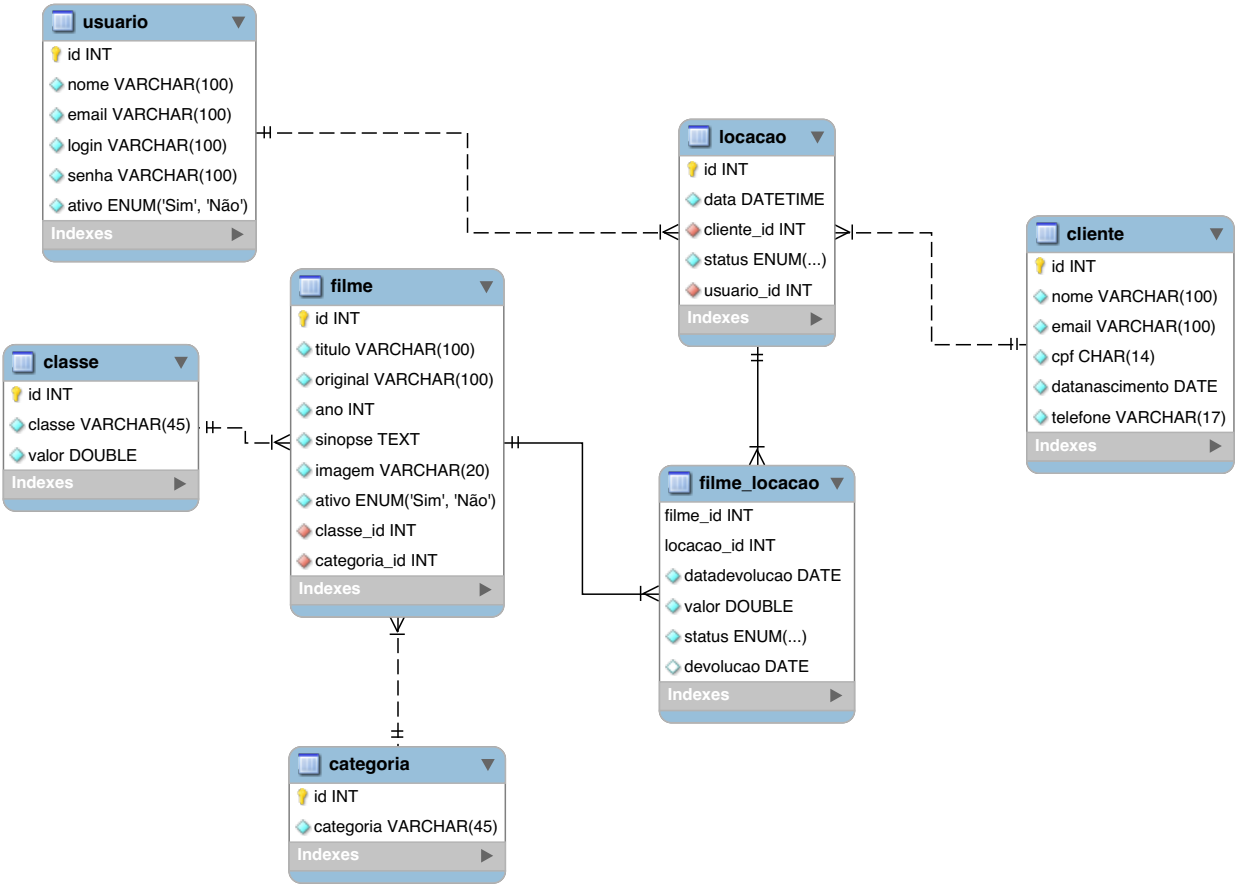 usuario
id INT
nome VARCHAR(100)
email VARCHAR(100)
login VARCHAR(100)
senha VARCHAR(100)
ativo ENUM('Sim', 'Não')
Indexes
locacao
id INT
data DATETIME
cliente_id INT
status ENUM(...)
usuario_id INT
Indexes
cliente
id INT
nome VARCHAR(100)
email VARCHAR(100)
cpf CHAR(14)
datanascimento DATE
telefone VARCHAR(17)
Indexes
filme
id INT
titulo VARCHAR(100)
original VARCHAR(100)
ano INT
sinopse TEXT
imagem VARCHAR(20)
ativo ENUM('Sim', 'Não')
classe_id INT
categoria_id INT
Indexes
classe
id INT
classe VARCHAR(45)
valor DOUBLE
Indexes
filme_locacao
filme_id INT
locacao_id INT
datadevolucao DATE
valor DOUBLE
status ENUM(...)
devolucao DATE
Indexes
categoria
id INT
categoria VARCHAR(45)
Indexes